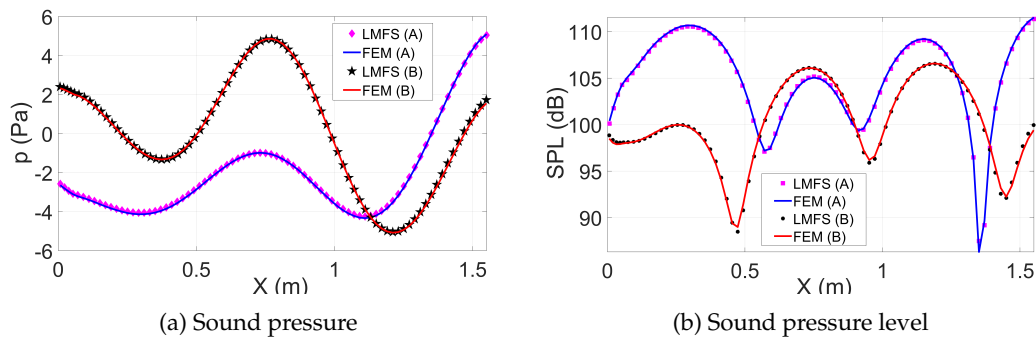 6
4
2
0
-2
-4
-6
p (Pa)
LMFS (A)
FEM (A)
LMFS (B)
FEM (B)
0
0.5
1
1.5
X (m)
(a) Sound pressure
110
105
100
95
90
SPL (dB)
LMFS (A)
FEM (A)
LMFS (B)
FEM (B)
0
0.5
1
1.5
X (m)
(b) Sound pressure level